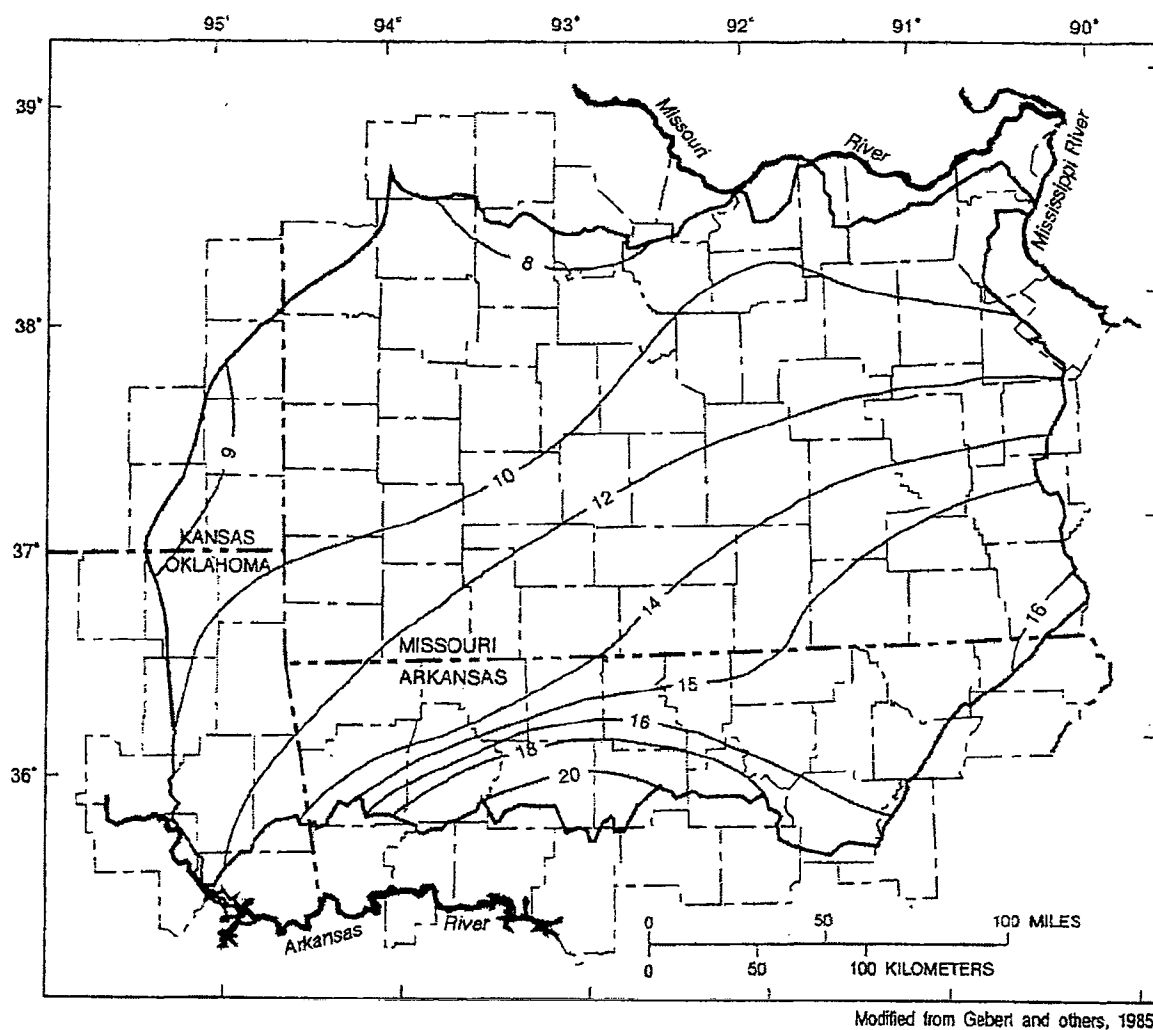 95° 94° 93° 92° 91° 90°
39°
Missouri
River
Mississippi River
8
38°
9
10
12
37°
KANSAS
OKLAHOMA
14
16
MISSOURI
ARKANSAS
15
16
18
36°
20
Arkansas
River
0 50 100 MILES
0 50 100 KILOMETERS
Modified from Gebert and others, 1985